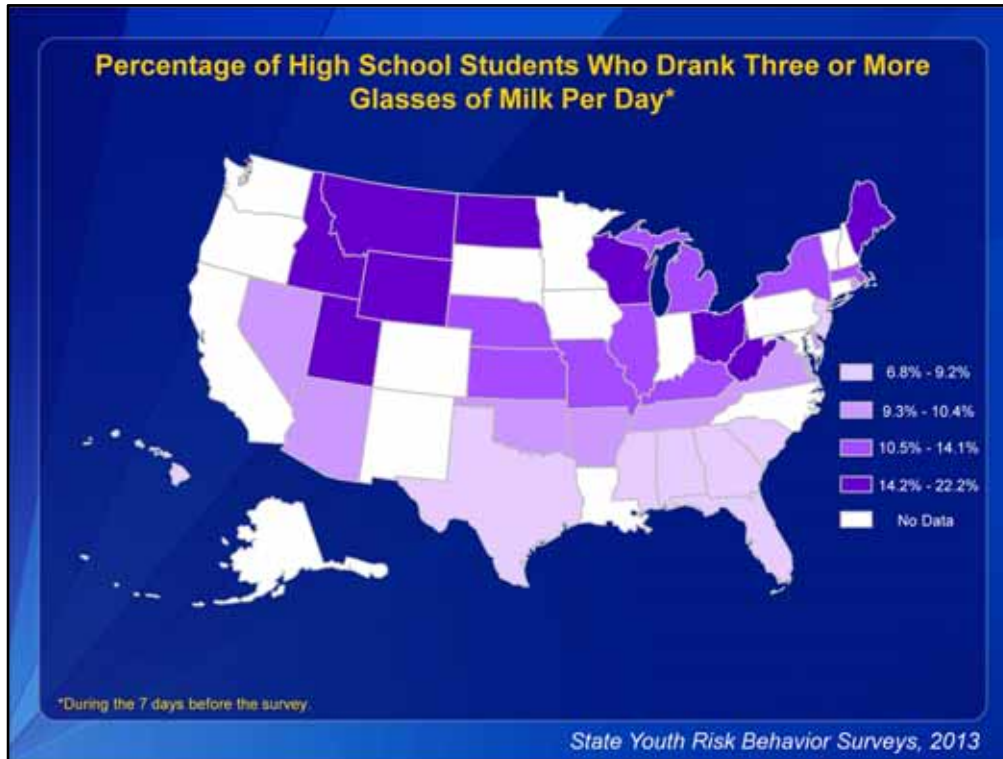 Percentage of High School Students Who Drank Three or More
Glasses of Milk Per Day*
6.8% - 9.2%
9.3% - 10.4%
10.5% - 14.1%
14.2% - 22.2%
No Data
*During the 7 days before the survey.
State Youth Risk Behavior Surveys, 2013